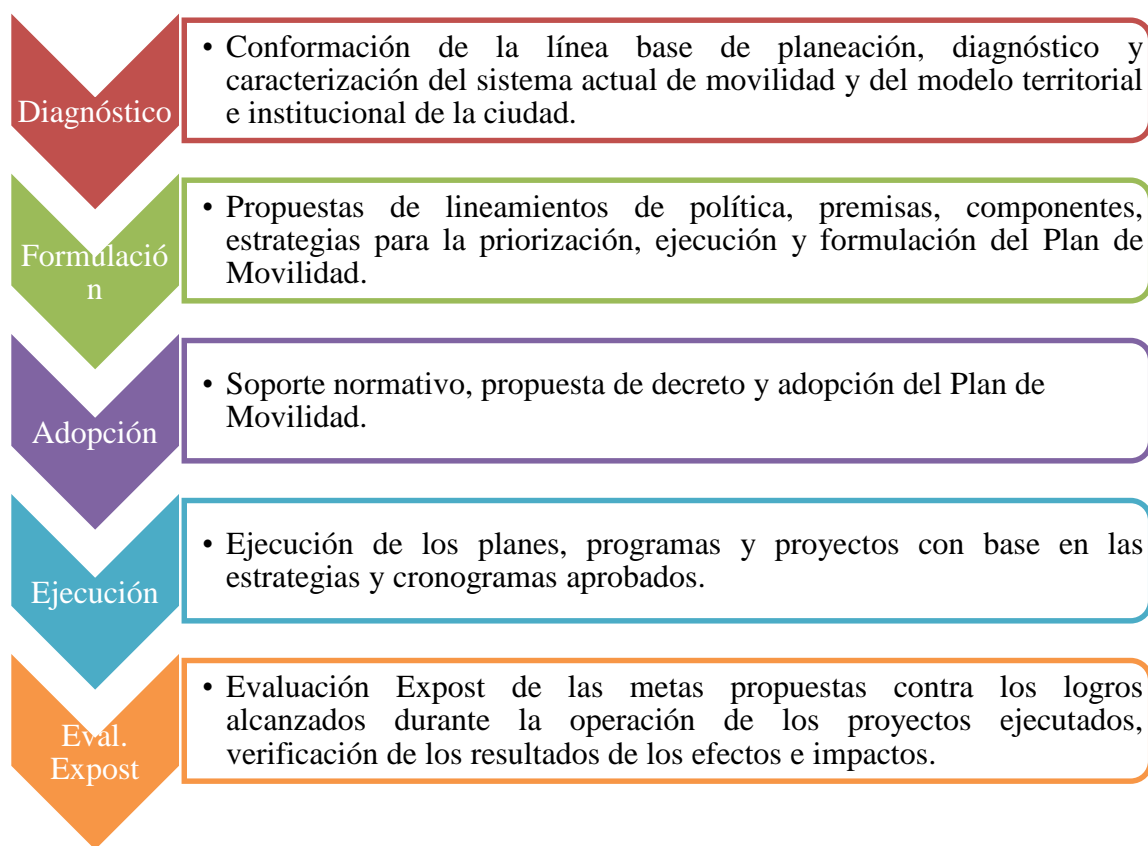 Diagnóstico
• Conformación de la línea base de planeación, diagnóstico y
caracterización del sistema actual de movilidad y del modelo territorial
e institucional de la ciudad.
Formulació
n
• Propuestas de lineamientos de política, premisas, componentes,
estrategias para la priorización, ejecución y formulación del Plan de
Movilidad.
Adopción
• Soporte normativo, propuesta de decreto y adopción del Plan de
Movilidad.
Ejecución
• Ejecución de los planes, programas y proyectos con base en las
estrategias y cronogramas aprobados.
Eval.
Expost
• Evaluación Expost de las metas propuestas contra los logros
alcanzados durante la operación de los proyectos ejecutados,
verificación de los resultados de los efectos e impactos.